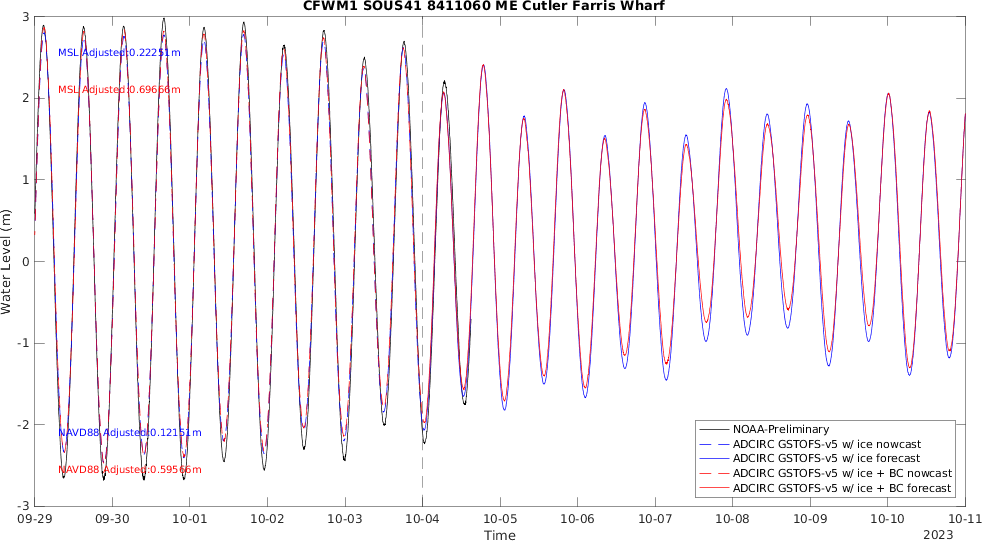 CFWM1 SOUS41 8411060 ME Cutler Farris Wharf
3
MSL Adjusted:0.22251m
MSL Adjusted:0.69666m
2
1
0
Water Level (m)
-1
-2
NAVD88 Adjusted:0.12151m
NAVD88 Adjusted:0.59566m
-3
NOAA-Preliminary
ADCIRC GSTOFS-v5 w/ ice nowcast
ADCIRC GSTOFS-v5 w/ ice forecast
ADCIRC GSTOFS-v5 w/ ice + BC nowcast
ADCIRC GSTOFS-v5 w/ ice + BC forecast
09-29 09-30 10-01 10-02 10-03 10-04 10-05 10-06 10-07 10-08 10-09 10-10 10-11
Time
2023